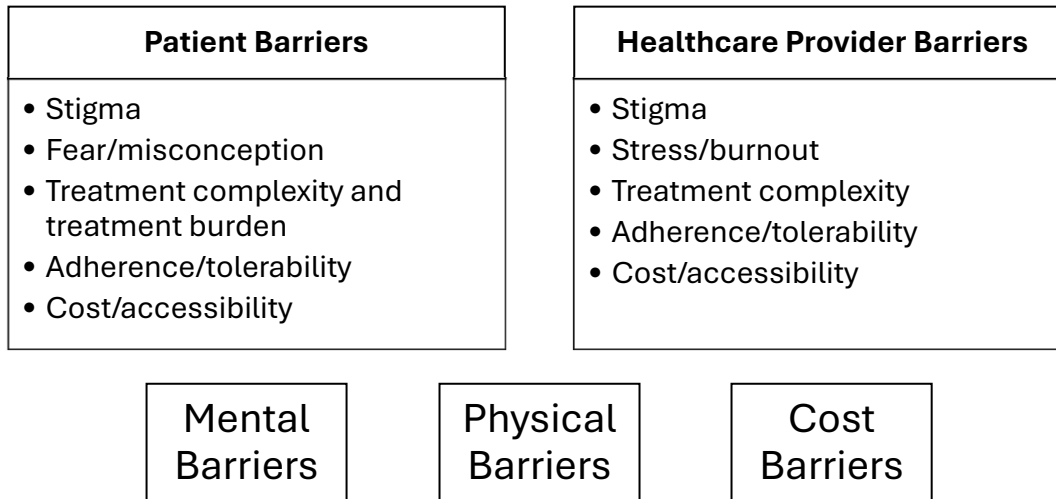 Patient Barriers
• Stigma
• Fear/misconception
• Treatment complexity and
treatment burden
• Adherence/tolerability
• Cost/accessibility
Healthcare Provider Barriers
• Stigma
• Stress/burnout
• Treatment complexity
• Adherence/tolerability
• Cost/accessibility
Mental
Barriers
Physical
Barriers
Cost
Barriers